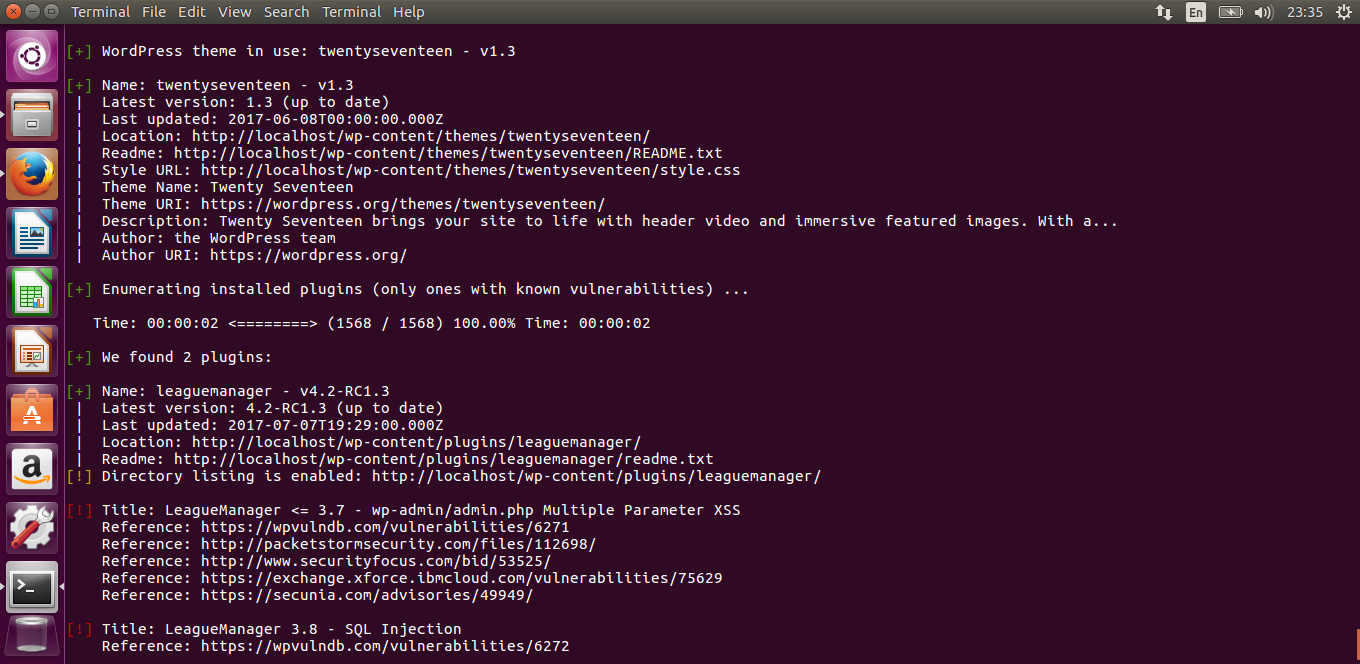 Terminal File Edit View Search Terminal Help En 23:35
[+] WordPress theme in use: twentyseventeen - v1.3
[+] Name: twentyseventeen - v1.3
| Latest version: 1.3 (up to date)
| Last updated: 2017-06-08T00:00:00.000Z
| Location: http://localhost/wp-content/themes/twentyseventeen/
| Readme: http://localhost/wp-content/themes/twentyseventeen/README.txt
| Style URL: http://localhost/wp-content/themes/twentyseventeen/style.css
| Theme Name: Twenty Seventeen
| Theme URI: https://wordpress.org/themes/twentyseventeen/
| Description: Twenty Seventeen brings your site to life with header video and immersive featured images. With a...
| Author: the WordPress team
| Author URI: https://wordpress.org/
[+] Enumerating installed plugins (only ones with known vulnerabilities) ...
Time: 00:00:02 <========> (1568 / 1568) 100.00% Time: 00:00:02
[+] We found 2 plugins:
[+] Name: leaguemanager - v4.2-RC1.3
| Latest version: 4.2-RC1.3 (up to date)
| Last updated: 2017-07-07T19:29:00.000Z
| Location: http://localhost/wp-content/plugins/leaguemanager/
| Readme: http://localhost/wp-content/plugins/leaguemanager/readme.txt
[!] Directory listing is enabled: http://localhost/wp-content/plugins/leaguemanager/
[!] Title: LeagueManager <= 3.7 - wp-admin/admin.php Multiple Parameter XSS
Reference: https://wpvulndb.com/vulnerabilities/6271
Reference: http://packetstormsecurity.com/files/112698/
Reference: http://www.securityfocus.com/bid/53525/
Reference: https://exchange.xforce.ibmcloud.com/vulnerabilities/75629
Reference: https://secunia.com/advisories/49949/
[!] Title: LeagueManager 3.8 - SQL Injection
Reference: https://wpvulndb.com/vulnerabilities/6272